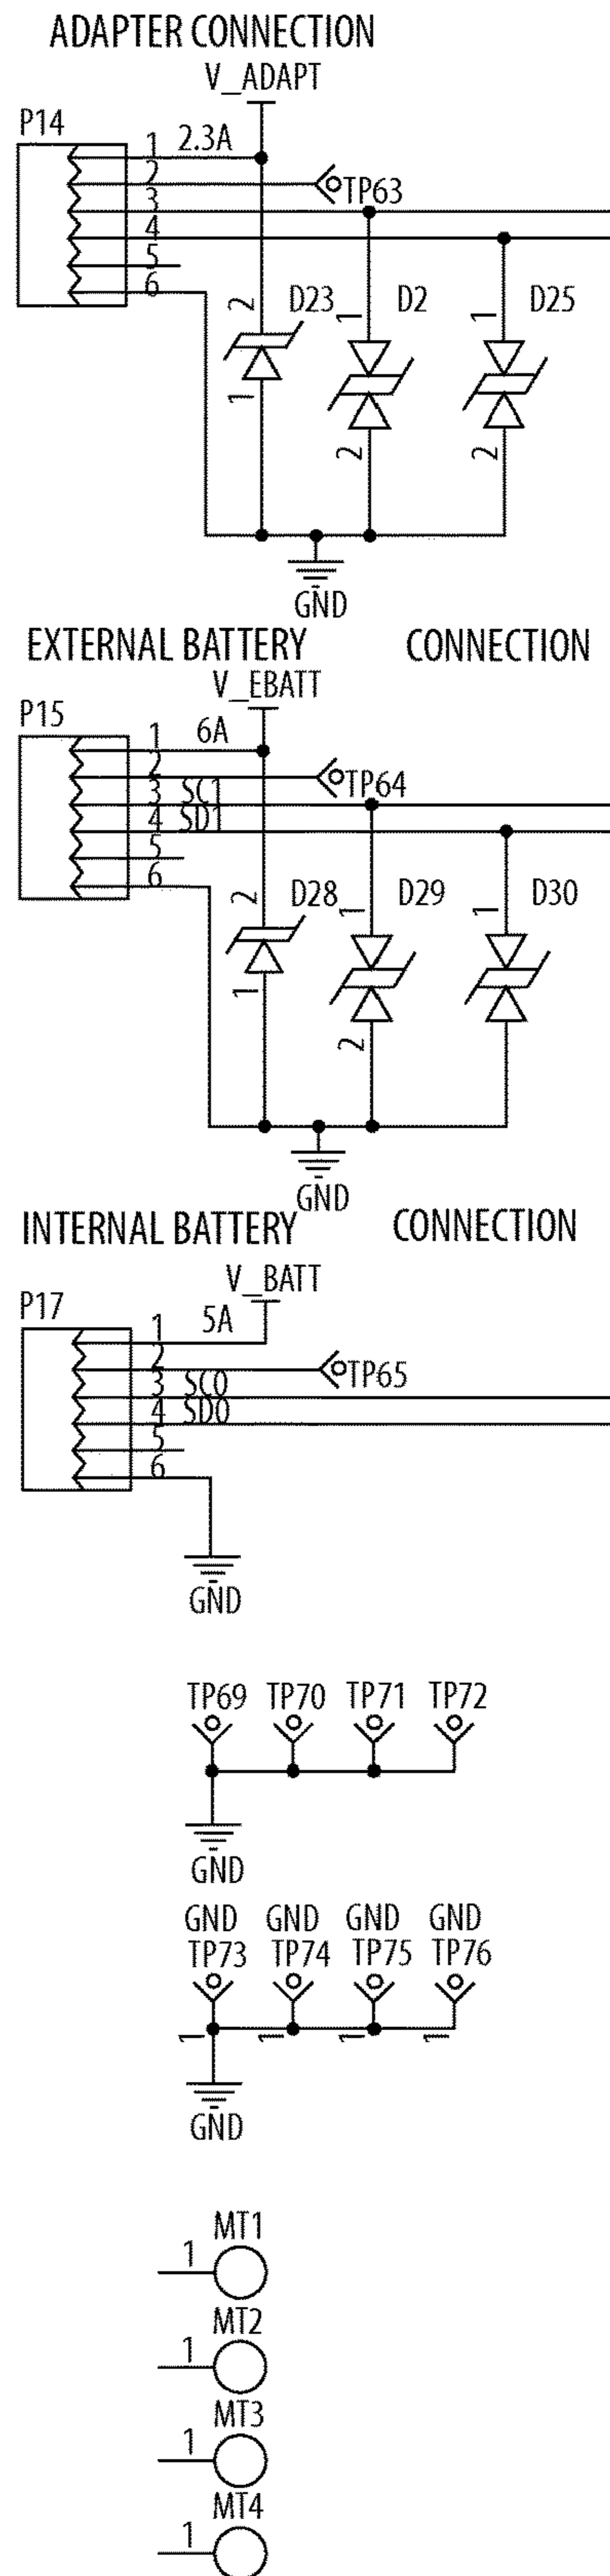 ADAPTER CONNECTION
V_ADAPT
P14
1 2.3A
2
TP63
3
4
5
6
2 D23 1 D2 1 D25
1 2 2
GND
EXTERNAL BATTERY CONNECTION
V_EBATT
P15
1 6A
2
TP64
3 SC1
4 SD1
5
6
2 D28 1 D29 1 D30
1 2
GND
INTERNAL BATTERY CONNECTION
V_BATT
P17
1 5A
2
TP65
3 SC0
4 SD0
5
6
GND
TP69 TP70 TP71 TP72
GND
GND GND GND GND
TP73 TP74 TP75 TP76
1 1 1 1
GND
MT1
1
MT2
1
MT3
1
MT4
1